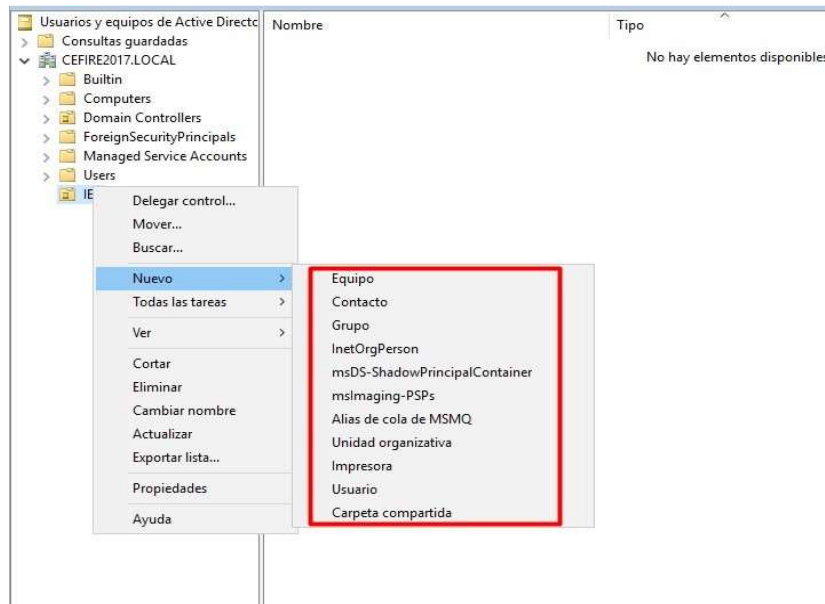 Usuarios y equipos de Active Directc
Nombre
Tipo
Consultas guardadas
No hay elementos disponibles
CEFIRE2017.LOCAL
Builtin
Computers
Domain Controllers
ForeignSecurityPrincipals
Managed Service Accounts
Users
IE
Delegar control...
Mover...
Buscar...
Nuevo
Todas las tareas
Ver
Cortar
Eliminar
Cambiar nombre
Actualizar
Exportar lista...
Propiedades
Ayuda
Equipo
Contacto
Grupo
InetOrgPerson
msDS-ShadowPrincipalContainer
msImaging-PSPs
Alias de cola de MSMQ
Unidad organizativa
Impresora
Usuario
Carpeta compartida